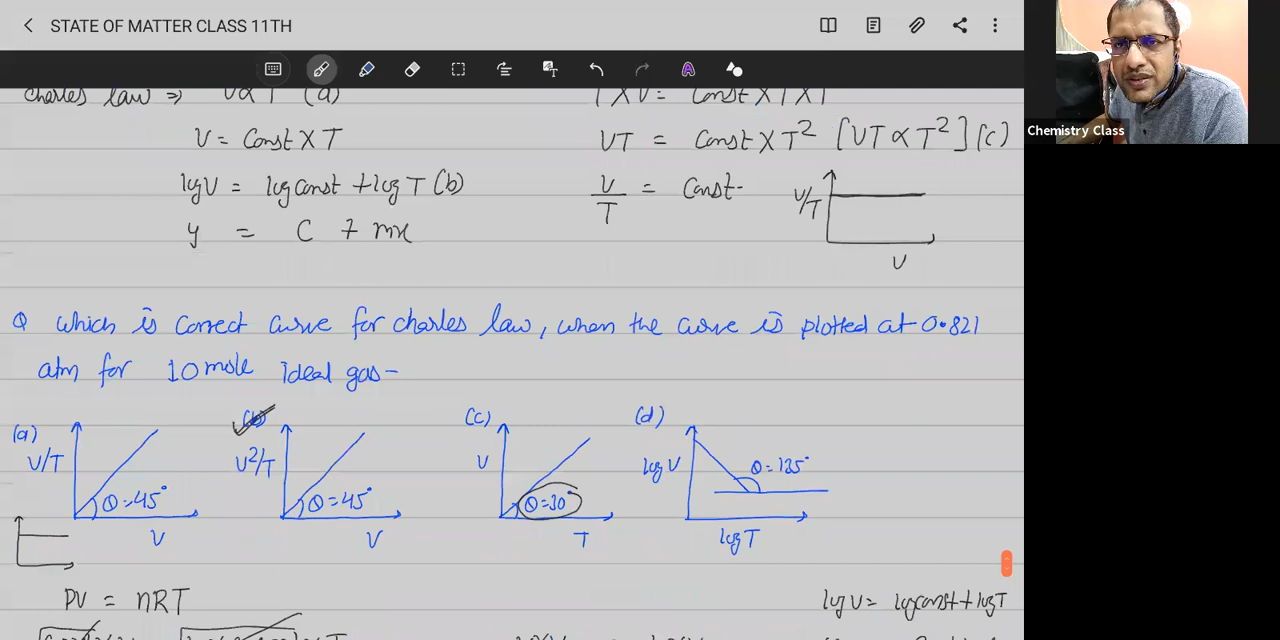 STATE OF MATTER CLASS 11TH
Chemistry Class
Charles law ⇒ V∝T (a)
V = Const X T
log V = log Const + log T (b)
y = C + mx
T X V = Const X T X T
VT = Const X T² [VT ∝ T²] (c)
V/T = Const-
V/T
V
Q which is correct curve for charles law, when the curve is plotted at 0.821
atm for 10 mole ideal gas-
(a)
V/T
θ=45°
V
(b)
V²/T
θ=45°
V
(c)
V
θ=30°
T
(d)
log V
θ=135°
log T
PV = nRT
log V = log const + log T